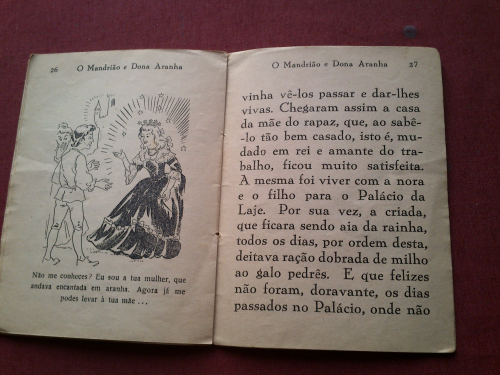 26 O Mandrião e Dona Aranha
Não me conheces? Eu sou a tua mulher, que
andava encantada em aranha. Agora já me
podes levar à tua mãe . . .
O Mandrião e Dona Aranha 27
vinha vê-los passar e dar-lhes
vivas. Chegaram assim a casa
da mãe do rapaz, que, ao sabê-
-lo tão bem casado, isto é, mu-
dado em rei e amante do tra-
balho, ficou muito satisfeita.
A mesma foi viver com a nora
e o filho para o Palácio da
Laje. Por sua vez, a criada,
que ficara sendo aia da rainha,
todos os dias, por ordem desta,
deitava ração dobrada de milho
ao galo pedrês. E que felizes
não foram, doravante, os dias
passados no Palácio, onde não